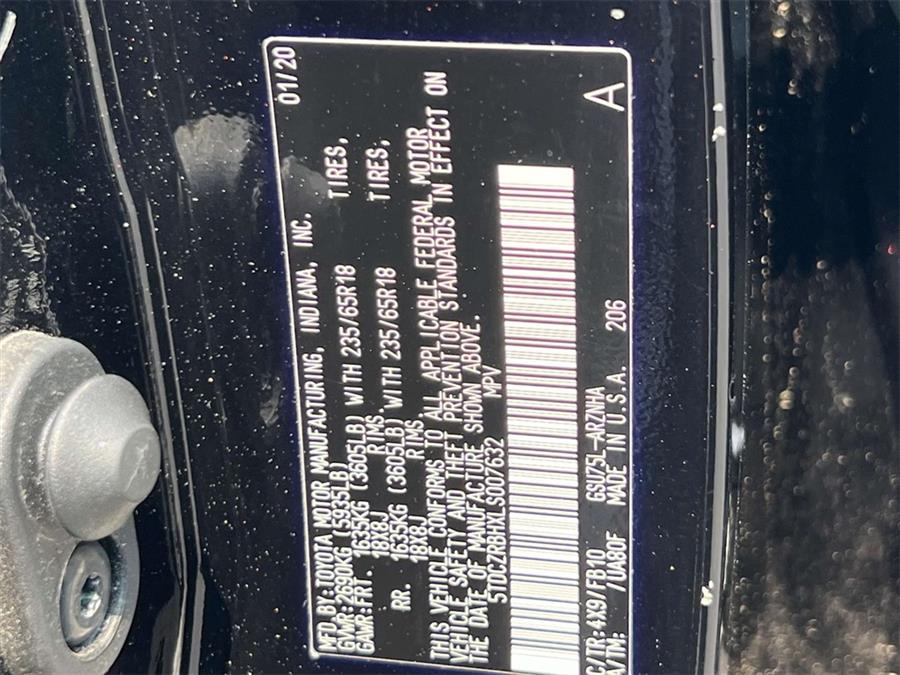 MFD.BY:TOYOTA MOTOR MANUFACTURING, INDIANA, INC. 01/20
GVWR:2690KG (5935LB)
GAWR:FRT. 1635KG (3605LB) WITH 235/65R18 TIRES,
18X8J RIMS,
RR. 1635KG (3605LB) WITH 235/65R18 TIRES,
18X8J RIMS
THIS VEHICLE CONFORMS TO ALL APPLICABLE FEDERAL MOTOR
VEHICLE SAFETY AND THEFT PREVENTION STANDARDS IN EFFECT ON
THE DATE OF MANUFACTURE SHOWN ABOVE.
5TDCZRBHXLS007632 MPV
C/TR:4X9/FB10 GSU75L-ARZNHA
A/TM: /UA80F MADE IN U.S.A. 206 A